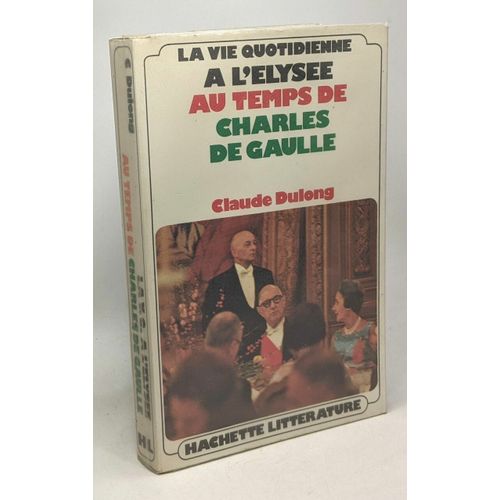 LA VIE QUOTIDIENNE
A L'ELYSEE
AU TEMPS DE
CHARLES
DE GAULLE
Claude Dulong
HACHETTE LITTERATURE
C Dulong
LA V.Q. A L'ELYSEE
AU TEMPS DE CHARLES DE GAULLE
HL